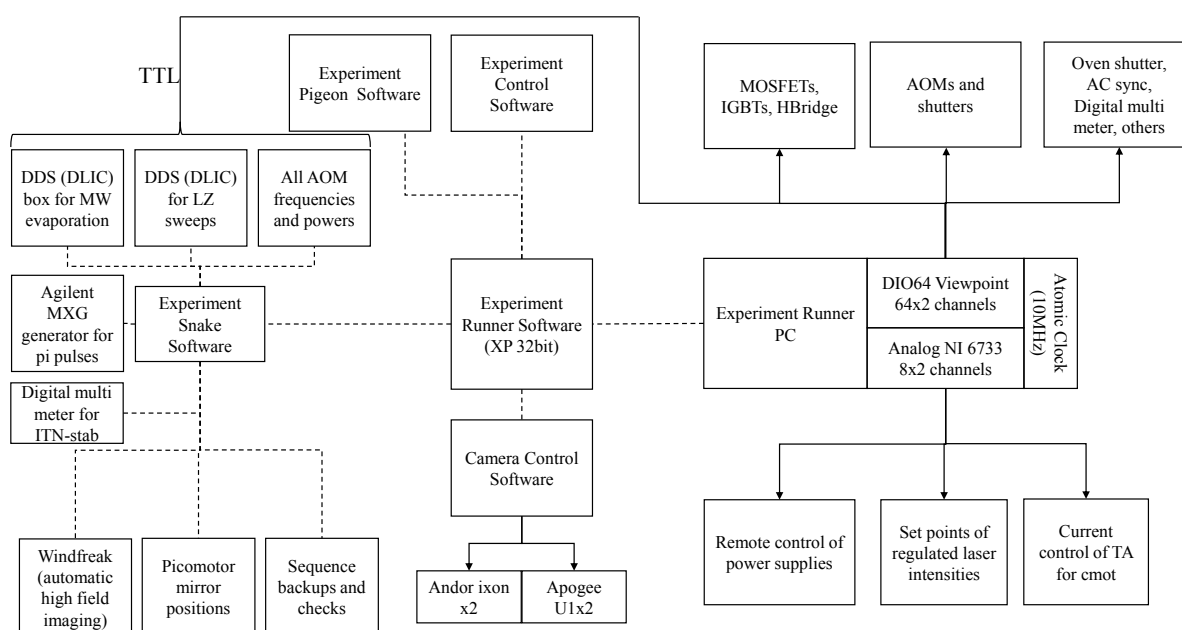 TTL
Experiment
Pigeon Software
Experiment
Control
Software
MOSFETs,
IGBTs, HBridge
AOMs and
shutters
Oven shutter,
AC sync,
Digital multi
meter, others
DDS (DLIC)
box for MW
evaporation
DDS (DLIC)
for LZ
sweeps
All AOM
frequencies
and powers
Agilent
MXG
generator for
pi pulses
Experiment
Snake
Software
Experiment
Runner Software
(XP 32bit)
Experiment Runner
PC
DIO64 Viewpoint
64x2 channels
Analog NI 6733
8x2 channels
Atomic Clock
(10MHz)
Digital multi
meter for
ITN-stab
Camera Control
Software
Windfreak
(automatic
high field
imaging)
Picomotor
mirror
positions
Sequence
backups and
checks
Andor ixon
x2
Apogee
U1x2
Remote control of
power supplies
Set points of
regulated laser
intensities
Current
control of TA
for cmot